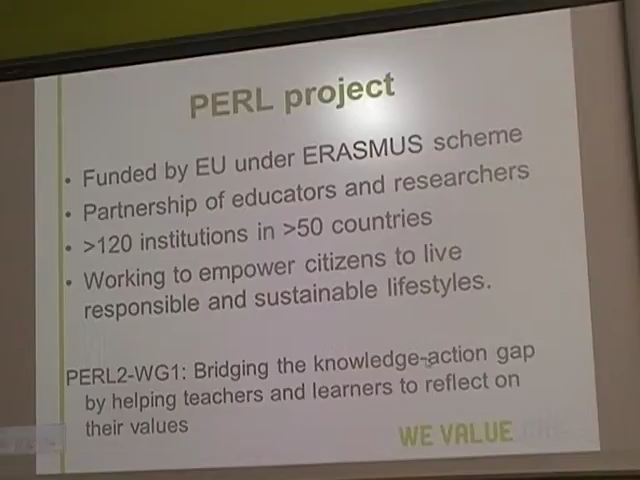 PERL project
• Funded by EU under ERASMUS scheme
• Partnership of educators and researchers
• >120 institutions in >50 countries
• Working to empower citizens to live
responsible and sustainable lifestyles.
PERL2-WG1: Bridging the knowledge-action gap
by helping teachers and learners to reflect on
their values
WE VALUE